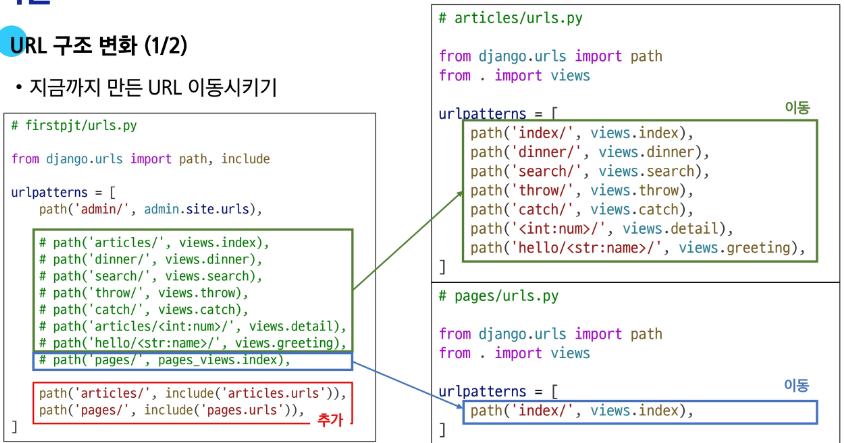 URL 구조 변화 (1/2)
• 지금까지 만든 URL 이동시키기
# firstpjt/urls.py
from django.urls import path, include
urlpatterns = [
path('admin/', admin.site.urls),
# path('articles/', views.index),
# path('dinner/', views.dinner),
# path('search/', views.search),
# path('throw/', views.throw),
# path('catch/', views.catch),
# path('articles/<int:num>/', views.detail),
# path('hello/<str:name>/', views.greeting),
# path('pages/', pages_views.index),
path('articles/', include('articles.urls')),
path('pages/', include('pages.urls')),
추가
]
# articles/urls.py
from django.urls import path
from . import views
urlpatterns = [
이동
path('index/', views.index),
path('dinner/', views.dinner),
path('search/', views.search),
path('throw/', views.throw),
path('catch/', views.catch),
path('<int:num>/', views.detail),
path('hello/<str:name>/', views.greeting),
]
# pages/urls.py
from django.urls import path
from . import views
urlpatterns = [
이동
path('index/', views.index),
]